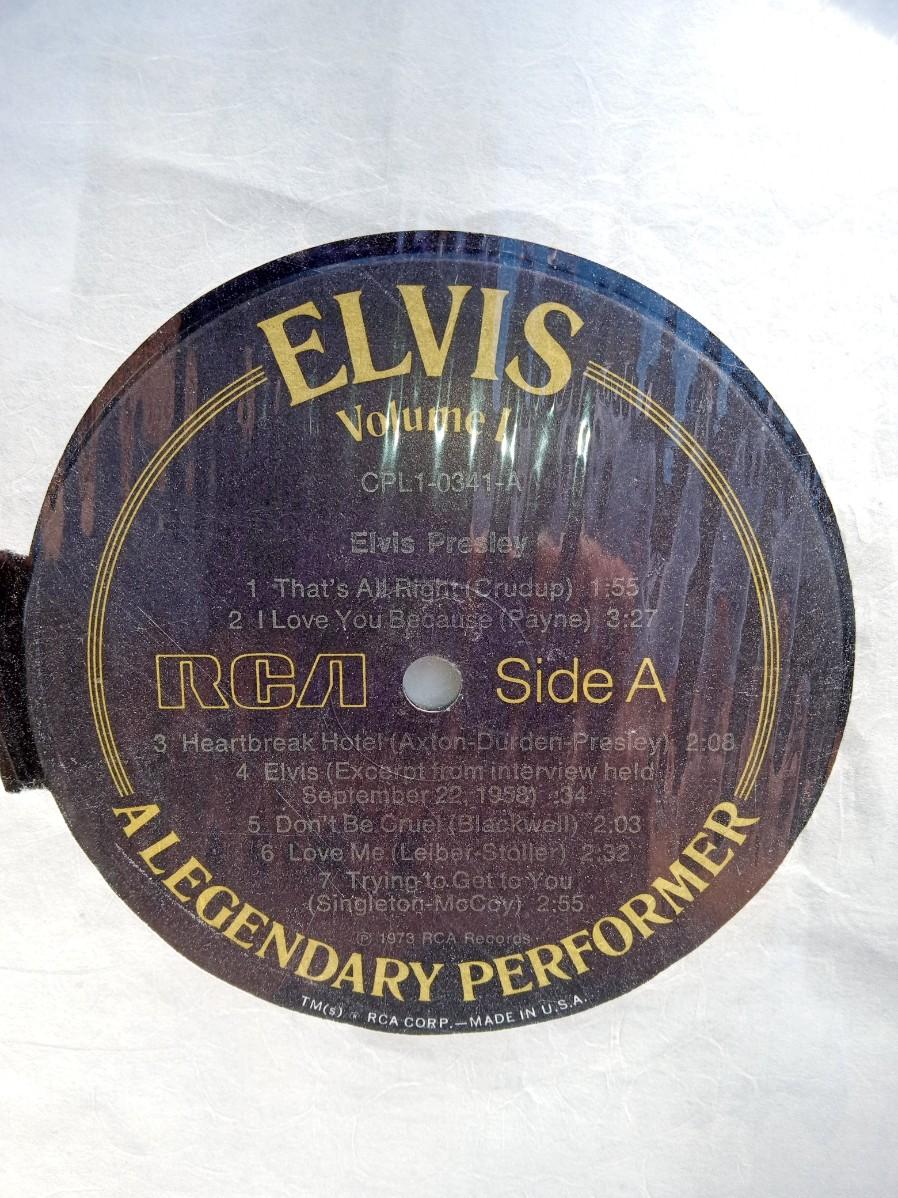 ELVIS
Volume 1
CPL1-0341-A
Elvis Presley
1 That's All Right (Crudup) 1:55
2 I Love You Because (Payne) 3:27
RCA Side A
3 Heartbreak Hotel (Axton-Durden-Presley) 2:08
4 Elvis (Excerpt from interview held
September 22, 1958) :34
5 Don't Be Cruel (Blackwell) 2:03
6 Love Me (Leiber-Stoller) 2:32
7 Trying to Get to You
(Singleton-McCoy) 2:55
℗ 1973 RCA Records
A LEGENDARY PERFORMER
TM(s) ® RCA CORP.—MADE IN U.S.A.